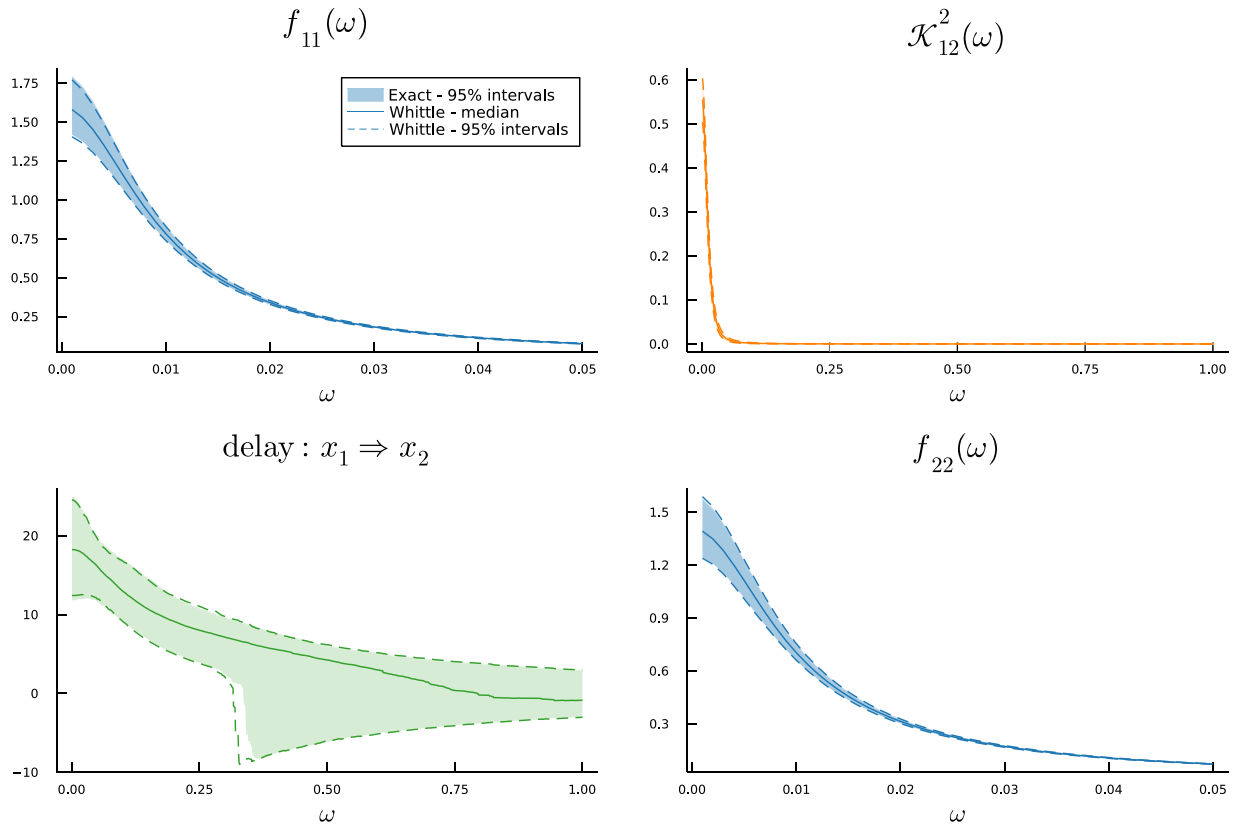 f11(ω)
1.75
1.50
1.25
1.00
0.75
0.50
0.25
Exact - 95% intervals
Whittle - median
Whittle - 95% intervals
0.00 0.01 0.02 0.03 0.04 0.05
ω
𝒦²12(ω)
0.6
0.5
0.4
0.3
0.2
0.1
0.0
0.00 0.25 0.50 0.75 1.00
ω
delay : x1 ⇒ x2
20
10
0
−10
0.00 0.25 0.50 0.75 1.00
ω
f22(ω)
1.5
1.2
0.9
0.6
0.3
0.00 0.01 0.02 0.03 0.04 0.05
ω